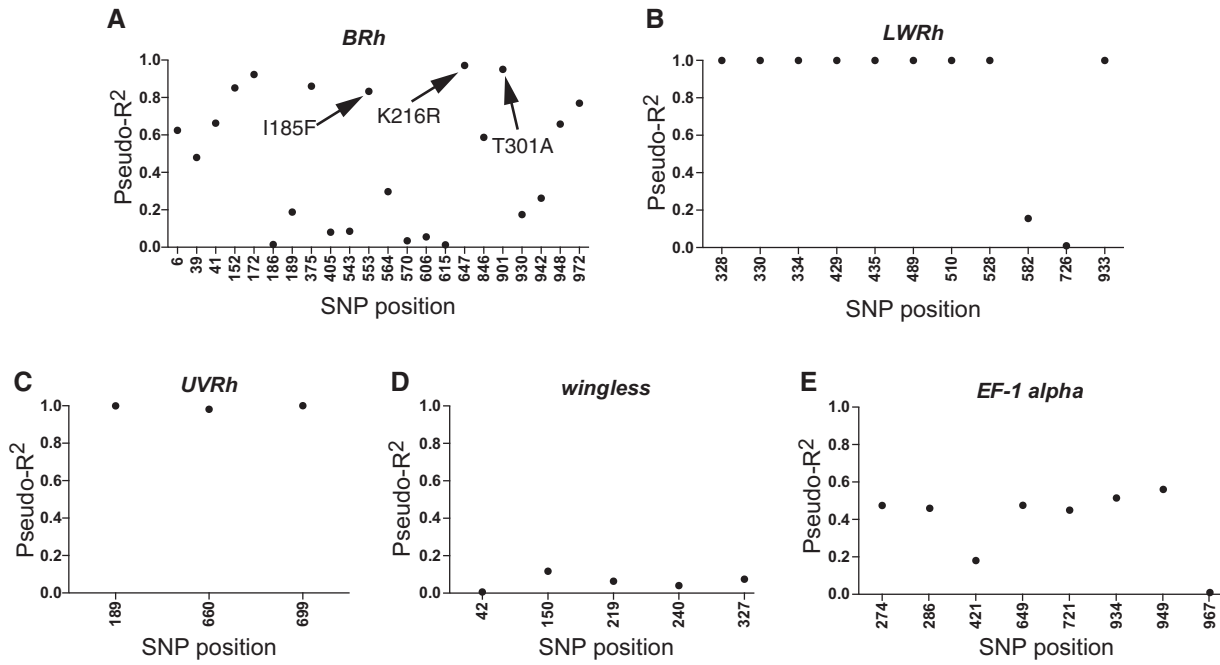 A
BRh
Pseudo-R2
1.0
0.8
0.6
0.4
0.2
0.0
I185F
K216R
T301A
6 39 41 152 172 186 189 375 405 543 553 564 570 606 615 647 846 901 930 942 948 972
SNP position
B
LWRh
Pseudo-R2
1.0
0.8
0.6
0.4
0.2
0.0
328 330 334 429 435 489 510 528 582 726 933
SNP position
C
UVRh
Pseudo-R2
1.0
0.8
0.6
0.4
0.2
0.0
189 660 699
SNP position
D
wingless
Pseudo-R2
1.0
0.8
0.6
0.4
0.2
0.0
42 150 219 240 327
SNP position
E
EF-1 alpha
Pseudo-R2
1.0
0.8
0.6
0.4
0.2
0.0
274 286 421 649 721 934 949 967
SNP position